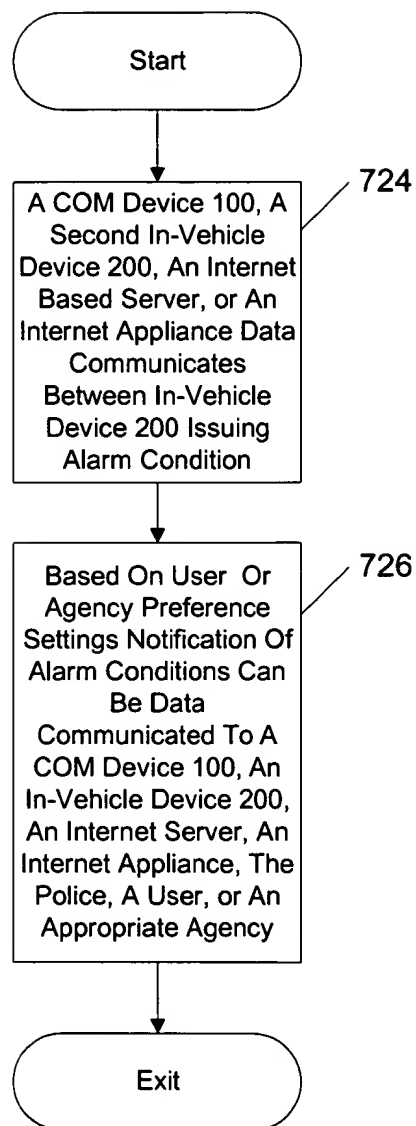 Start
724
A COM Device 100, A
Second In-Vehicle
Device 200, An Internet
Based Server, or An
Internet Appliance Data
Communicates
Between In-Vehicle
Device 200 Issuing
Alarm Condition
726
Based On User Or
Agency Preference
Settings Notification Of
Alarm Conditions Can
Be Data
Communicated To A
COM Device 100, An
In-Vehicle Device 200,
An Internet Server, An
Internet Appliance, The
Police, A User, or An
Appropriate Agency
Exit